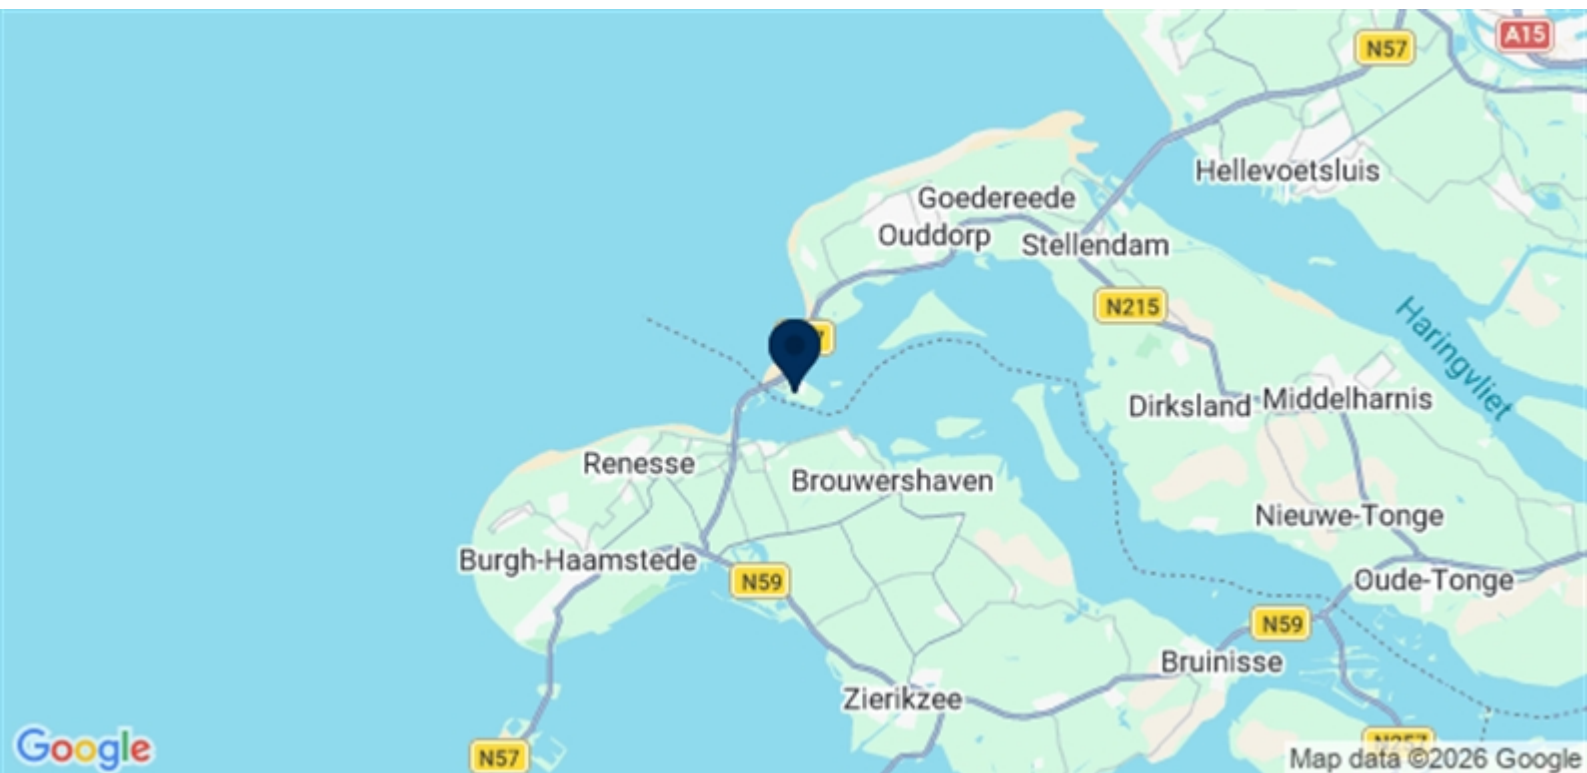 A15
N57
Hellevoetsluis
Goedereede
Ouddorp
Stellendam
N215
Haringvliet
Dirksland
Middelharnis
Renesse
Brouwershaven
Nieuwe-Tonge
Burgh-Haamstede
N59
Oude-Tonge
N59
Bruinisse
Zierikzee
N257
N57
Google
Map data ©2026 Google